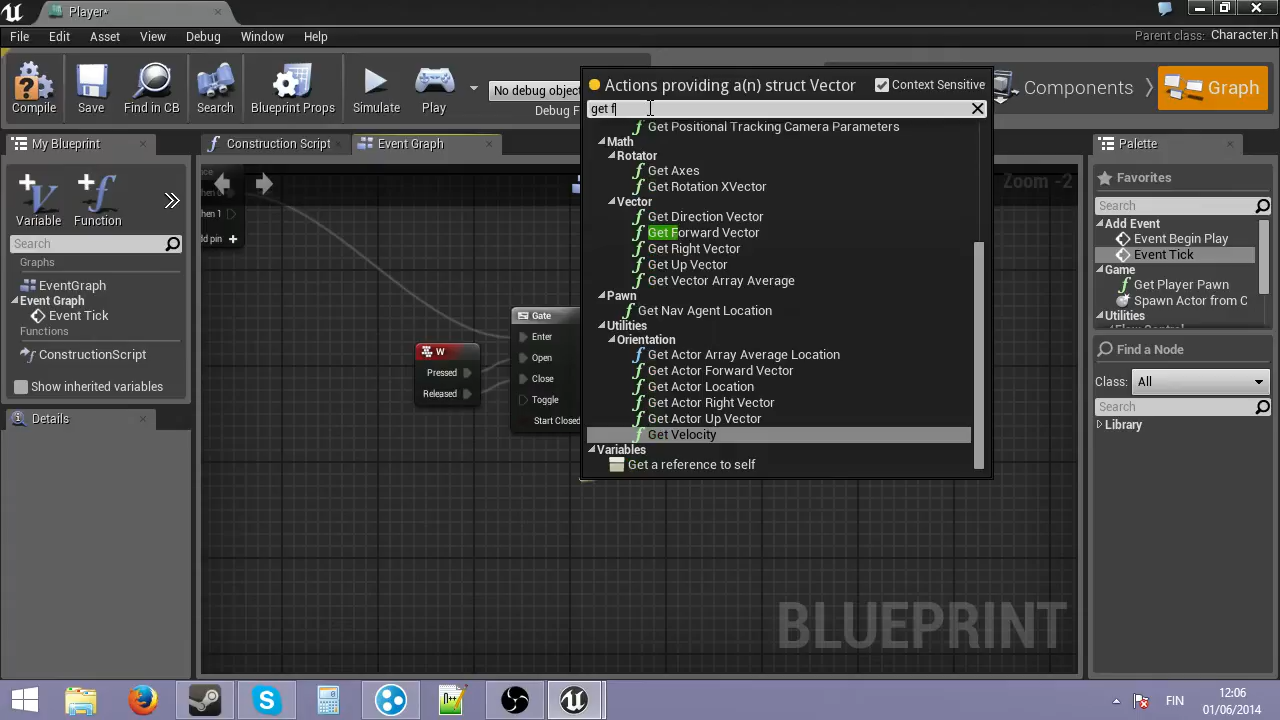 Player*
File Edit Asset View Debug Window Help
Parent class: Character.h
Compile Save Find in CB Search Blueprint Props Simulate Play
No debug object
Debug F
Components Graph
My Blueprint
Variable Function
Search
Graphs
EventGraph
Event Graph
Event Tick
Functions
ConstructionScript
Show inherited variables
Details
Construction Script Event Graph
Zoom -2
hen 1
dd pin
W
Pressed
Released
Gate
Enter
Open
Close
Toggle
Start Closed
BLUEPRINT
Actions providing a(n) struct Vector
Context Sensitive
get f
Get Positional Tracking Camera Parameters
Math
Rotator
Get Axes
Get Rotation XVector
Vector
Get Direction Vector
Get Forward Vector
Get Right Vector
Get Up Vector
Get Vector Array Average
Pawn
Get Nav Agent Location
Utilities
Orientation
Get Actor Array Average Location
Get Actor Forward Vector
Get Actor Location
Get Actor Right Vector
Get Actor Up Vector
Get Velocity
Variables
Get a reference to self
Palette
Favorites
Search
Add Event
Event Begin Play
Event Tick
Game
Get Player Pawn
Spawn Actor from C
Utilities
Find a Node
Class: All
Search
Library
FIN
12:06
01/06/2014